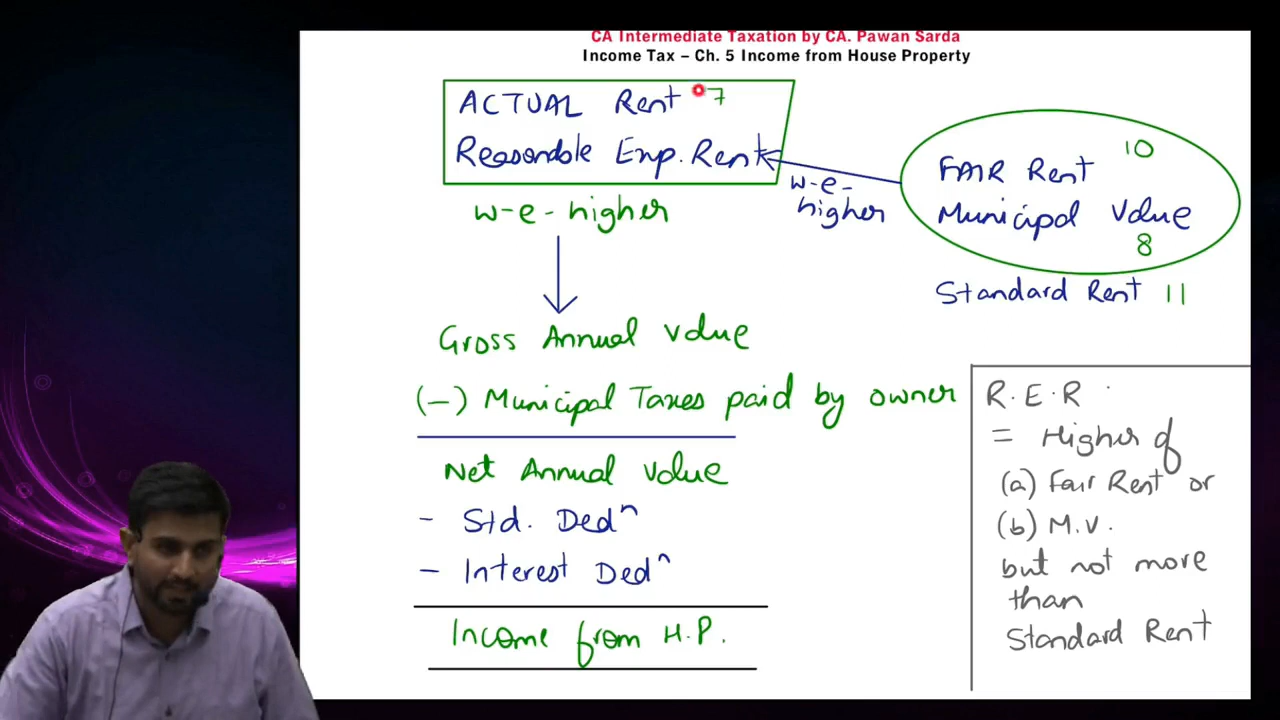 CA Intermediate Taxation by CA. Pawan Sarda
Income Tax – Ch. 5 Income from House Property
ACTUAL Rent 7
Reasonable Exp. Rent
w-e-higher
w-e-
higher
FAIR Rent 10
Municipal Value
8
Standard Rent 11
Gross Annual Value
(-) Municipal Taxes paid by owner
Net Annual Value
- Std. Dedⁿ
- Interest Dedⁿ
Income from H.P.
R.E.R.
= Higher of
(a) Fair Rent or
(b) M.V.
but not more
than
Standard Rent